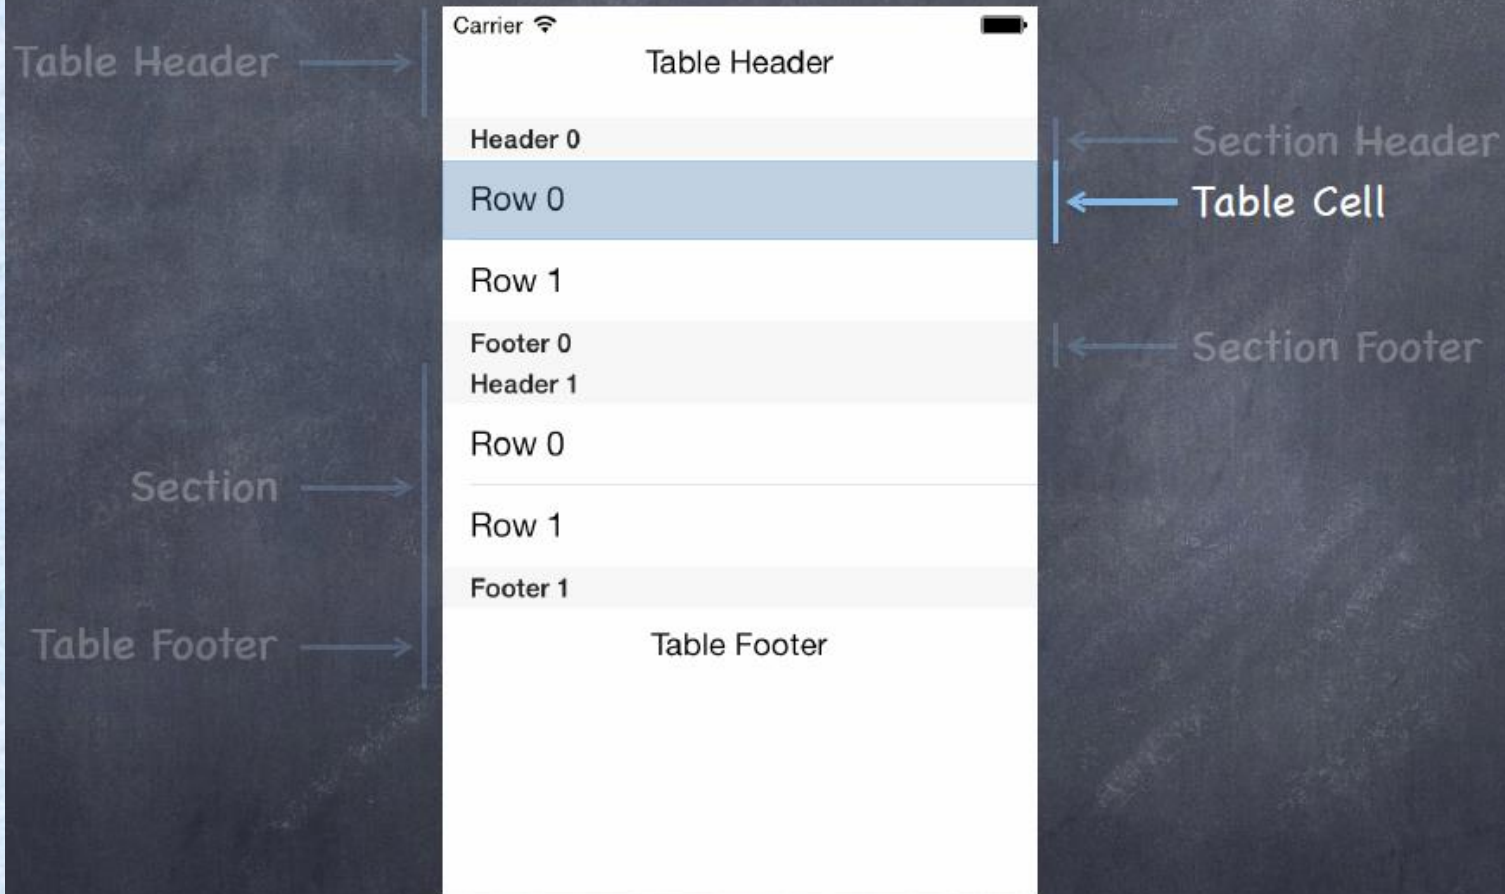 Carrier
Table Header
Table Header
Header 0
Section Header
Row 0
Table Cell
Row 1
Footer 0
Section Footer
Header 1
Row 0
Section
Row 1
Footer 1
Table Footer
Table Footer